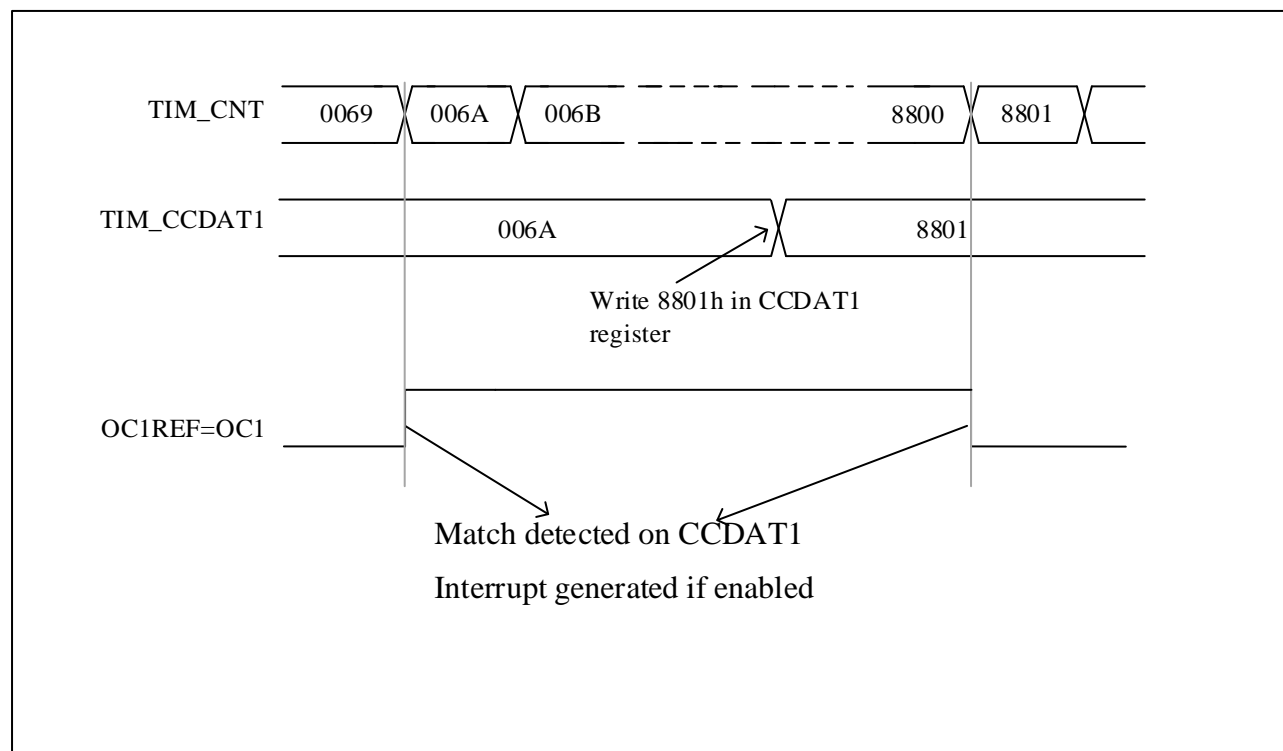 TIM_CNT
0069
006A
006B
8800
8801
TIM_CCDAT1
006A
8801
Write 8801h in CCDAT1
register
OC1REF=OC1
Match detected on CCDAT1
Interrupt generated if enabled